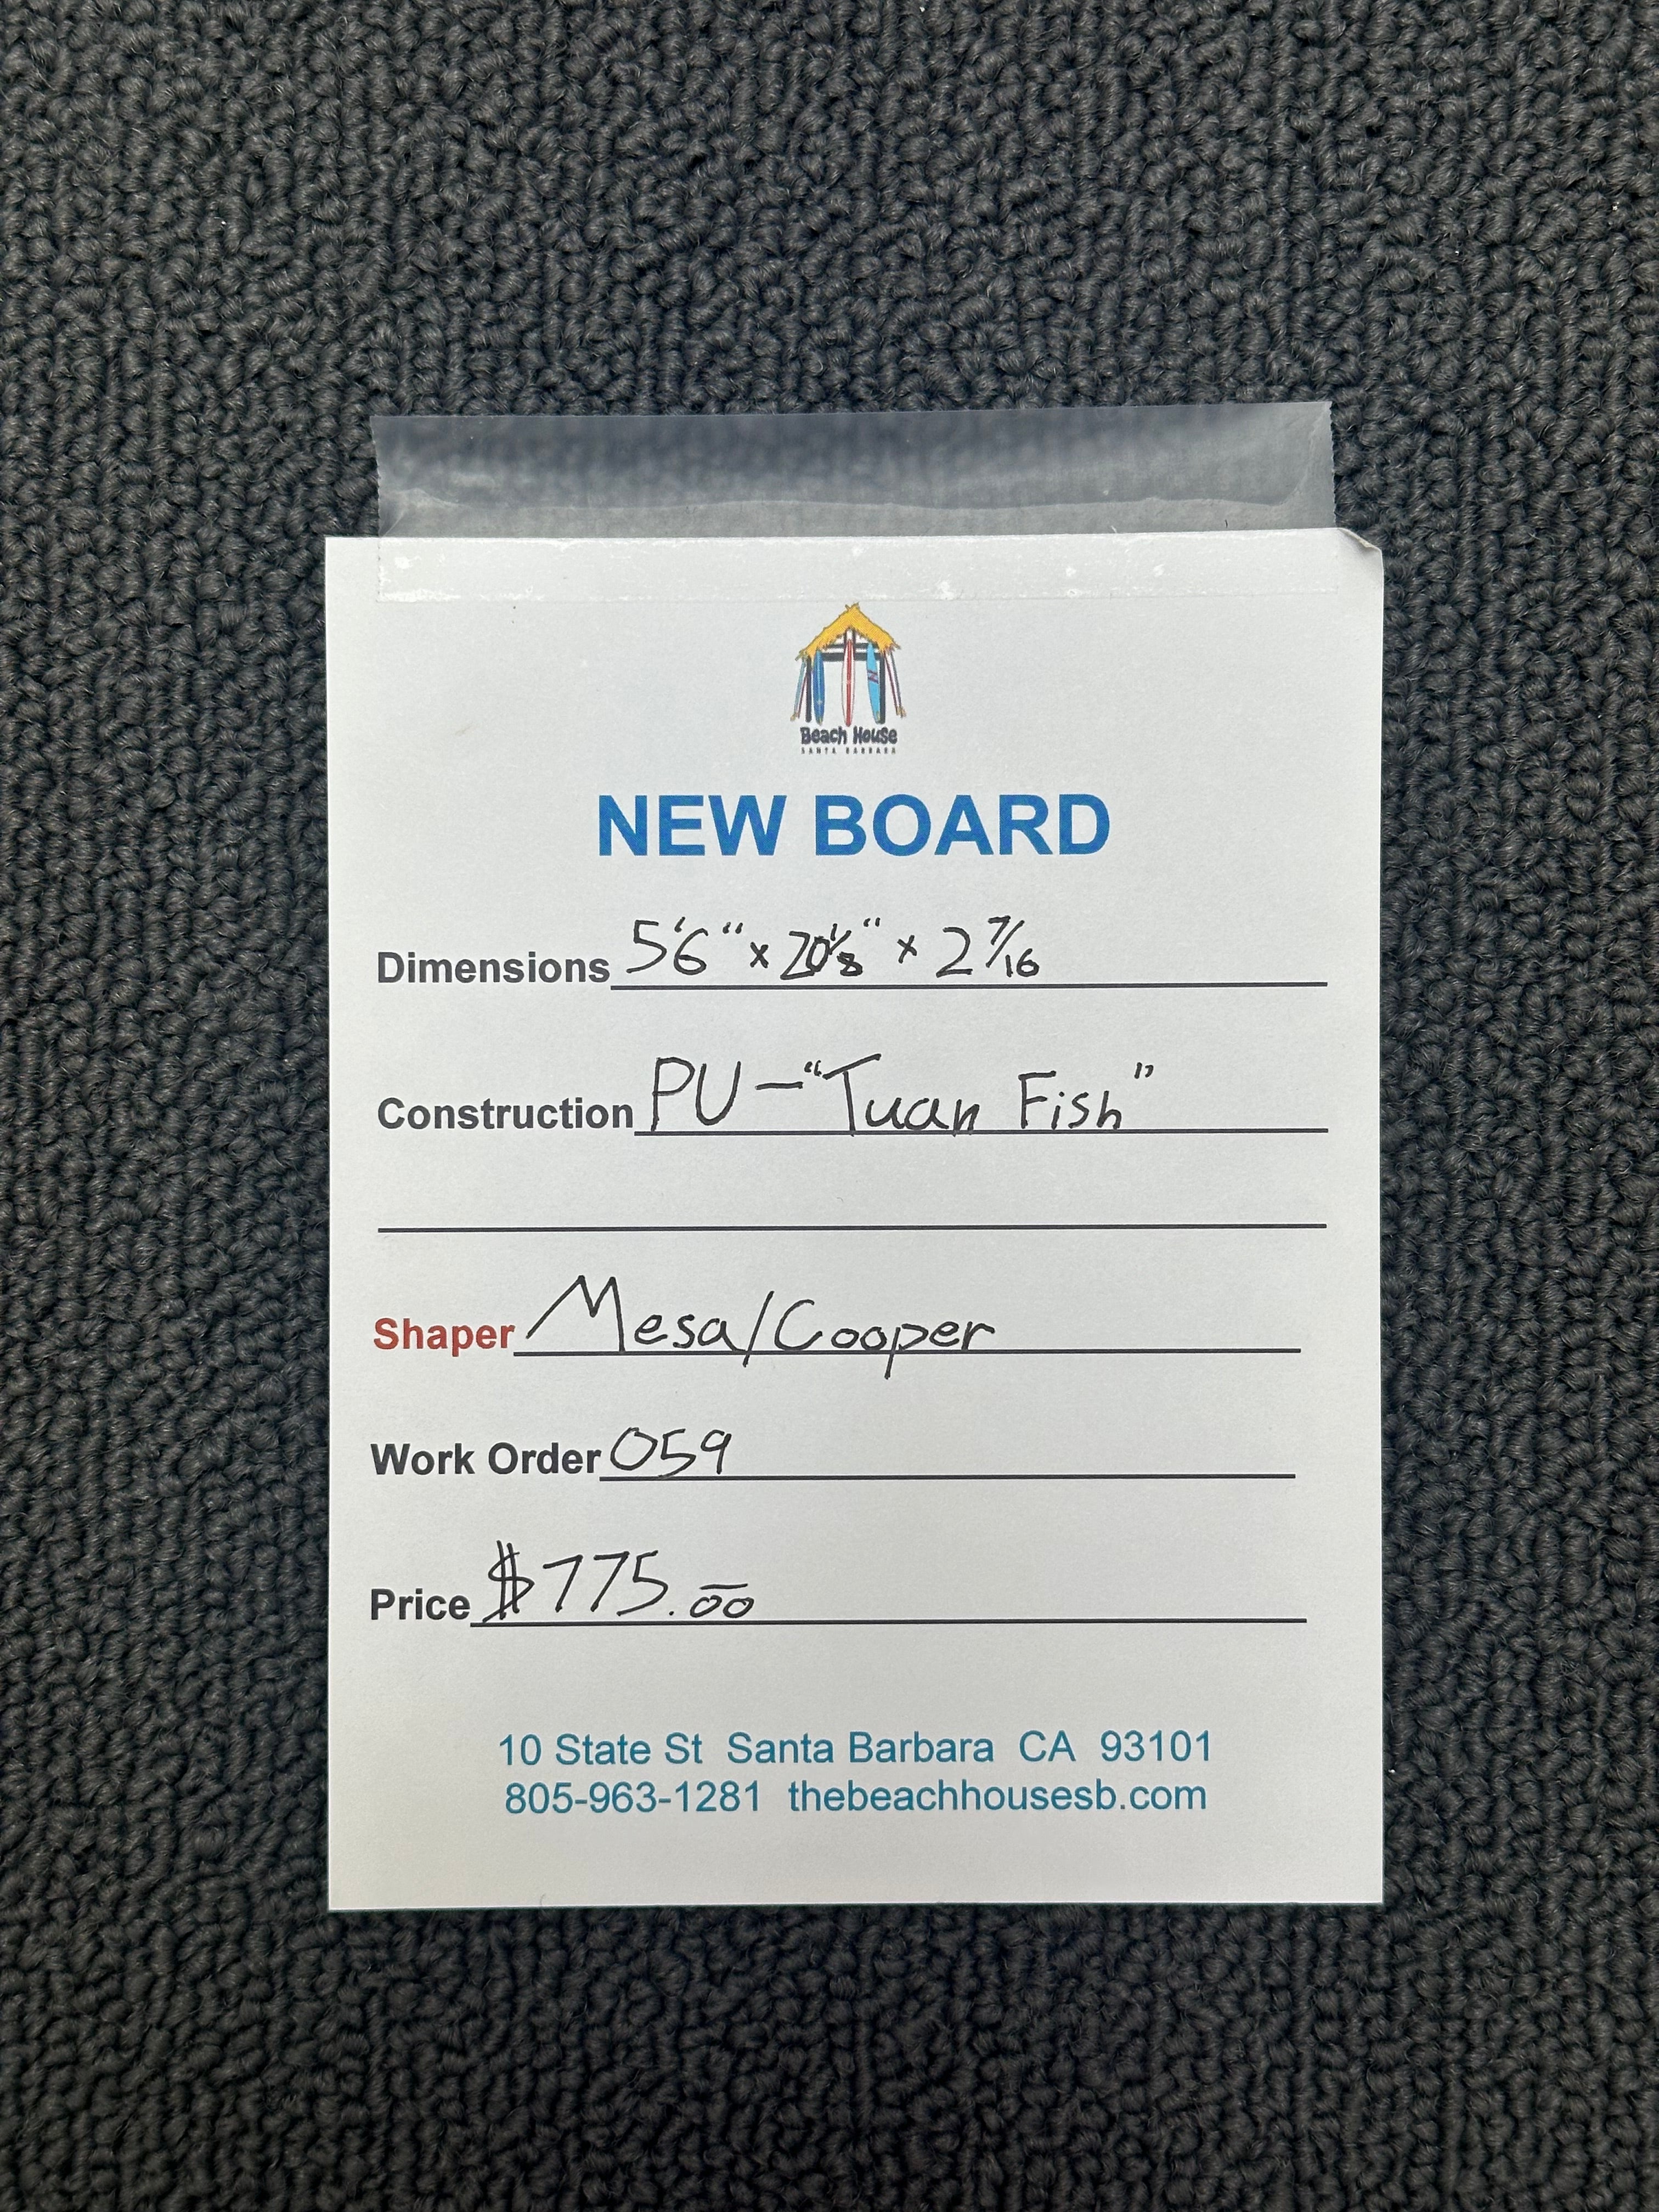 Beach House
SANTA BARBARA
NEW BOARD
Dimensions 5'6" x 20 1/8" x 2 7/16
Construction PU - "Tuan Fish"
Shaper Mesa/Cooper
Work Order 059
Price $775.00
10 State St Santa Barbara CA 93101
805-963-1281 thebeachhousesb.com